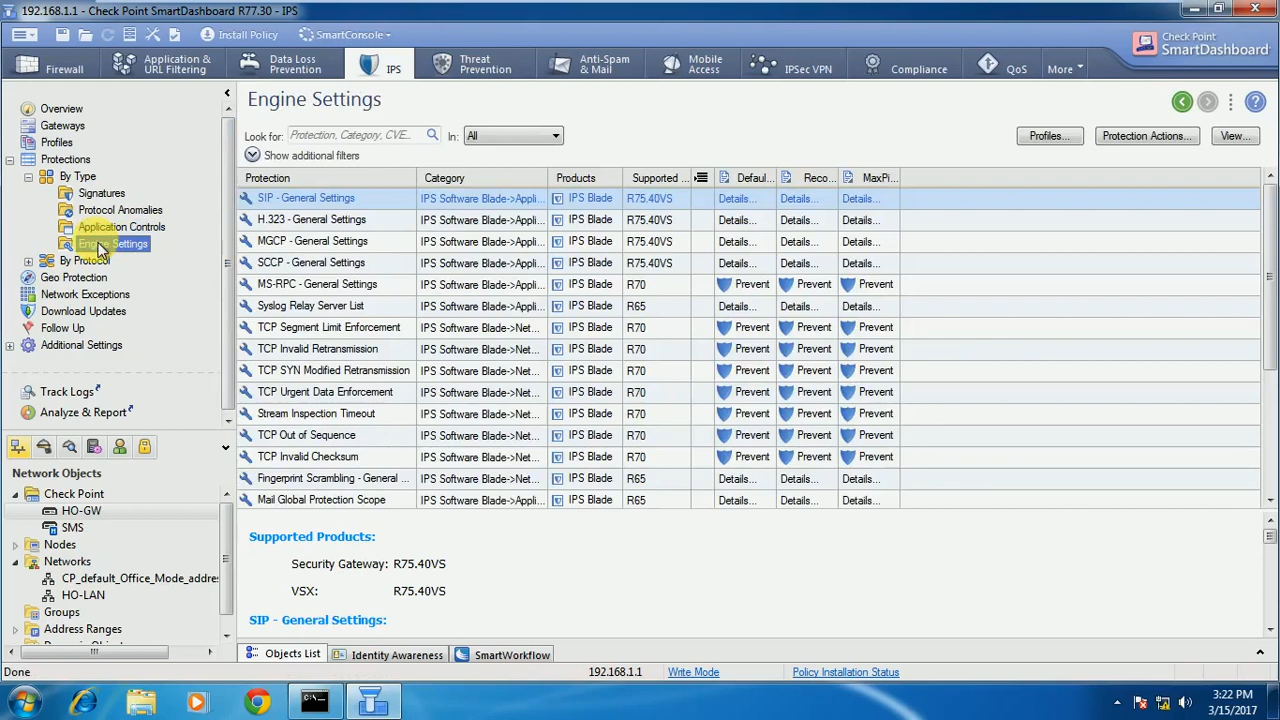 192.168.1.1 - Check Point SmartDashboard R77.30 - IPS
Install Policy SmartConsole
Firewall
Application & URL Filtering
Data Loss Prevention
IPS
Threat Prevention
Anti-Spam & Mail
Mobile Access
IPSec VPN
Compliance
QoS
More
Check Point
SmartDashboard
Overview
Gateways
Profiles
Protections
By Type
Signatures
Protocol Anomalies
Application Controls
Engine Settings
By Protocol
Geo Protection
Network Exceptions
Download Updates
Follow Up
Additional Settings
Track Logs
Analyze & Report
Network Objects
Check Point
HO-GW
SMS
Nodes
Networks
CP_default_Office_Mode_addre
HO-LAN
Groups
Address Ranges
Engine Settings
Look for: Protection, Category, CVE... In: All Profiles... Protection Actions... View...
Show additional filters
Protection Category Products Supported ... Defaul... Reco... MaxPi...
SIP - General Settings IPS Software Blade->Appli... IPS Blade R75.40VS Details... Details... Details...
H.323 - General Settings IPS Software Blade->Appli... IPS Blade R75.40VS Details... Details... Details...
MGCP - General Settings IPS Software Blade->Appli... IPS Blade R75.40VS Details... Details... Details...
SCCP - General Settings IPS Software Blade->Appli... IPS Blade R75.40VS Details... Details... Details...
MS-RPC - General Settings IPS Software Blade->Appli... IPS Blade R70 Prevent Prevent Prevent
Syslog Relay Server List IPS Software Blade->Appli... IPS Blade R65 Details... Details... Details...
TCP Segment Limit Enforcement IPS Software Blade->Net... IPS Blade R70 Prevent Prevent Prevent
TCP Invalid Retransmission IPS Software Blade->Net... IPS Blade R70 Prevent Prevent Prevent
TCP SYN Modified Retransmission IPS Software Blade->Net... IPS Blade R70 Prevent Prevent Prevent
TCP Urgent Data Enforcement IPS Software Blade->Net... IPS Blade R70 Prevent Prevent Prevent
Stream Inspection Timeout IPS Software Blade->Net... IPS Blade R70 Prevent Prevent Prevent
TCP Out of Sequence IPS Software Blade->Net... IPS Blade R70 Prevent Prevent Prevent
TCP Invalid Checksum IPS Software Blade->Net... IPS Blade R70 Prevent Prevent Prevent
Fingerprint Scrambling - General ... IPS Software Blade->Net... IPS Blade R65 Details... Details... Details...
Mail Global Protection Scope IPS Software Blade->Appli... IPS Blade R65 Details... Details... Details...
Supported Products:
Security Gateway: R75.40VS
VSX: R75.40VS
SIP - General Settings:
Objects List Identity Awareness SmartWorkflow
Done 192.168.1.1 Write Mode Policy Installation Status
3:22 PM
3/15/2017